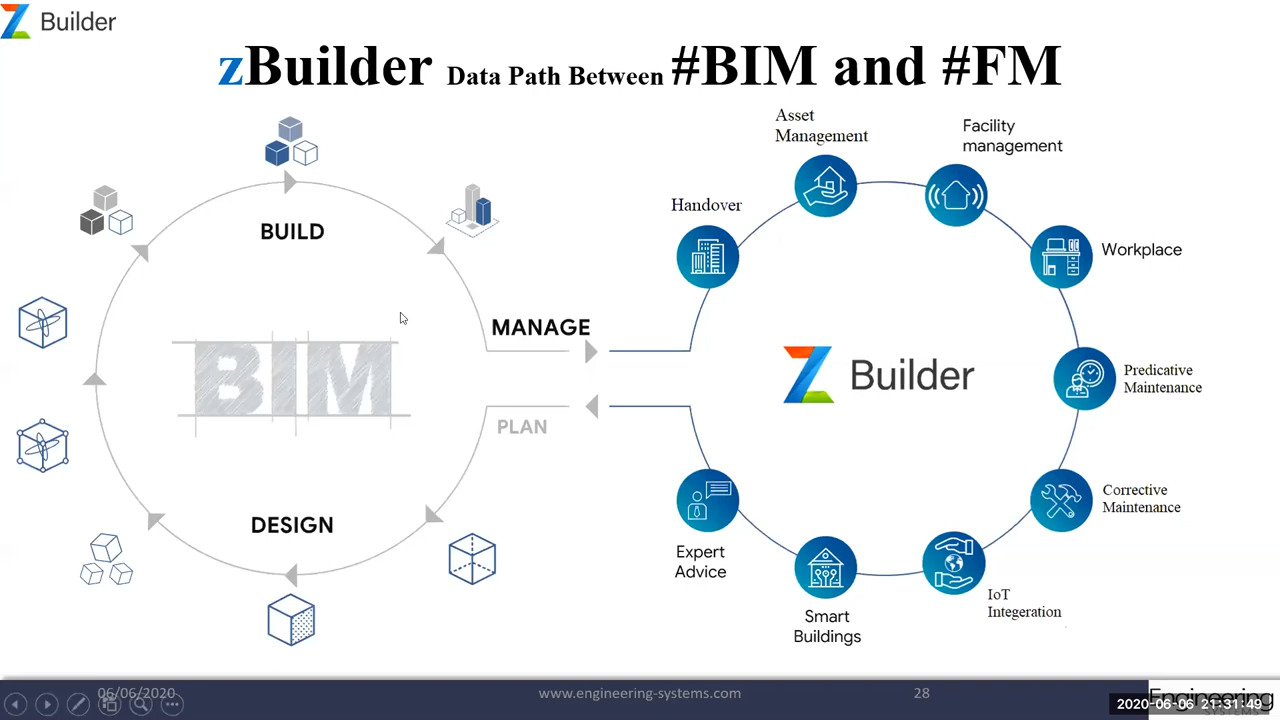 Builder
zBuilder Data Path Between #BIM and #FM
Asset
Management
Facility
management
Handover
Workplace
BUILD
MANAGE
BIM
PLAN
DESIGN
Builder
Predicative
Maintenance
Corrective
Maintenance
Expert
Advice
Smart
Buildings
IoT
Integeration
06/06/2020
www.engineering-systems.com
28
Engineering
SYSTEMS
2020-06-06 21:31:49